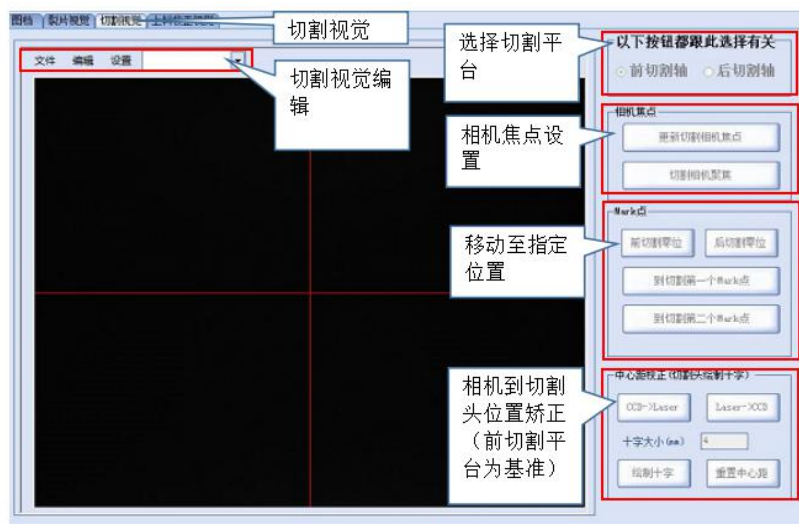 图档 裂片视觉 切割视觉 上料校正视觉
文件 编辑 设置
切割视觉
切割视觉编
辑
选择切割平
台
以下按钮都跟此选择有关
前切割轴 后切割轴
相机焦点设
置
相机焦点
更新切割相机焦点
切割相机聚焦
移动至指定
位置
Mark点
前切割零位 后切割零位
到切割第一个Mark点
到切割第二个Mark点
相机到切割
头位置矫正
（前切割平
台为基准）
中心距校正(切割头绘制十字)
CCD->Laser Laser->CCD
十字大小(mm) 4
绘制十字 重置中心距